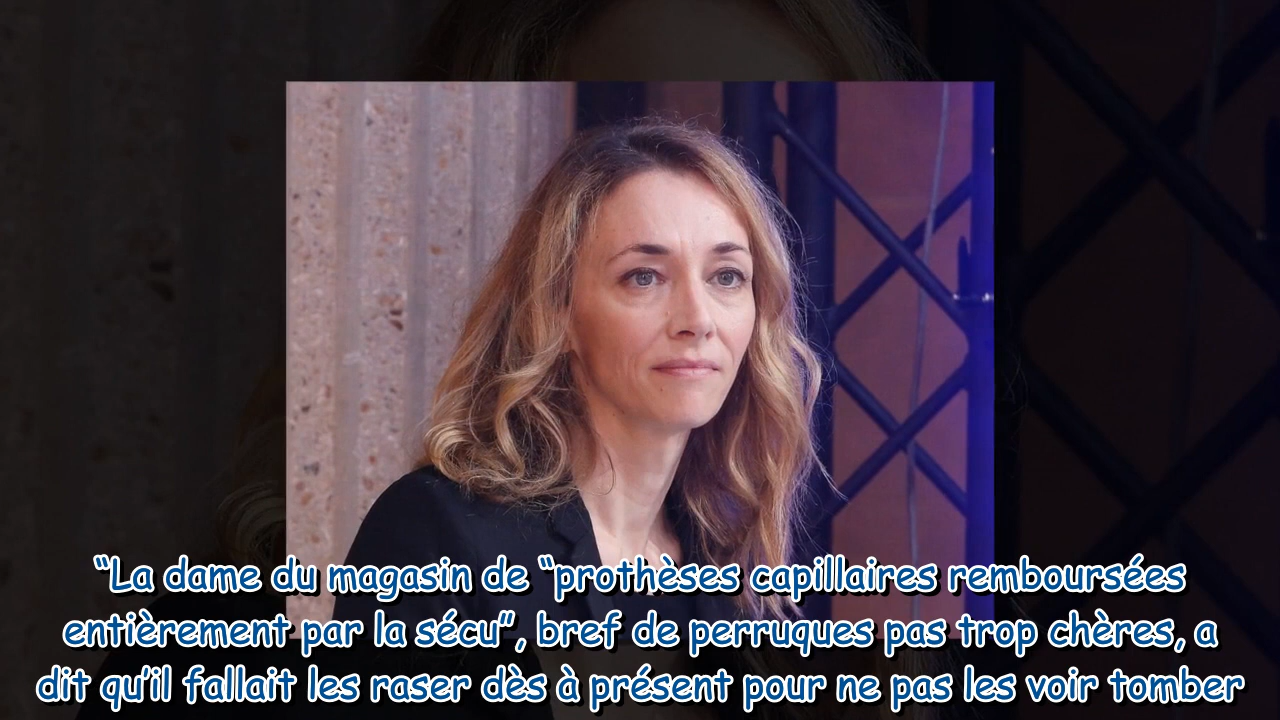 “La dame du magasin de “prothèses capillaires remboursées
entièrement par la sécu”, bref de perruques pas trop chères, a
dit qu’il fallait les raser dès à présent pour ne pas les voir tomber